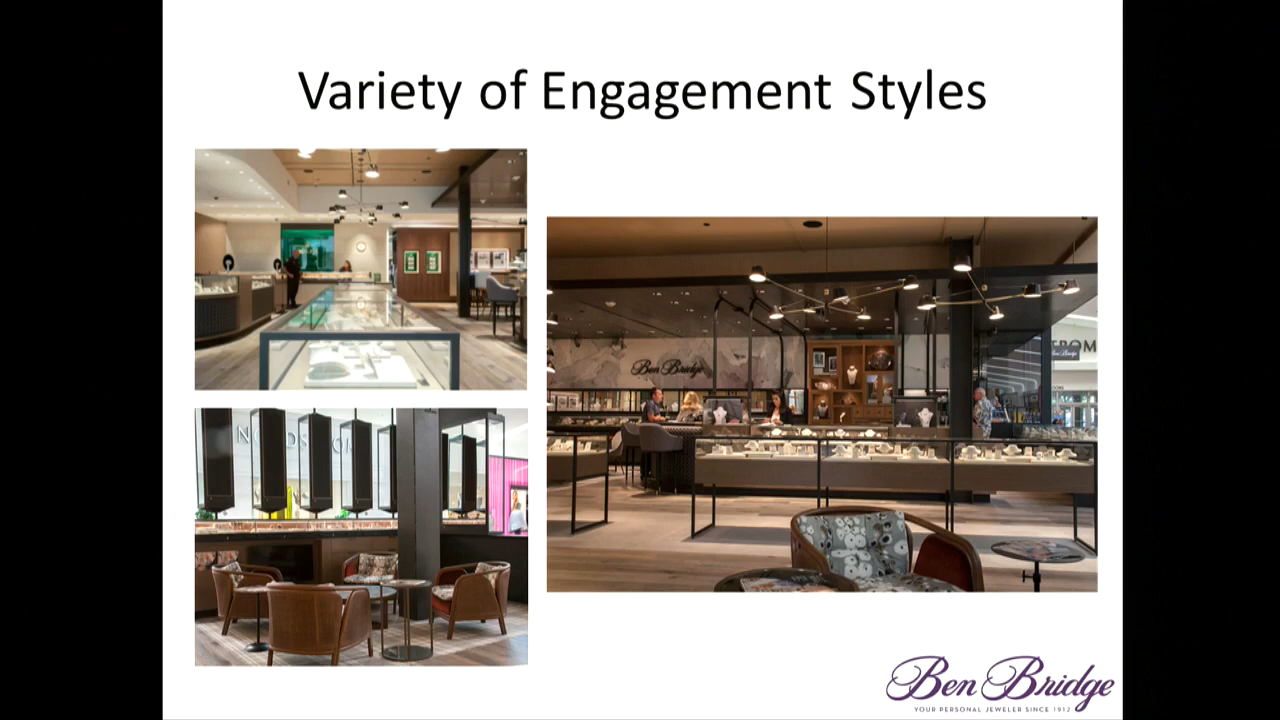 Variety of Engagement Styles
Ben Bridge
Ben Bridge
YOUR PERSONAL JEWELER SINCE 1912